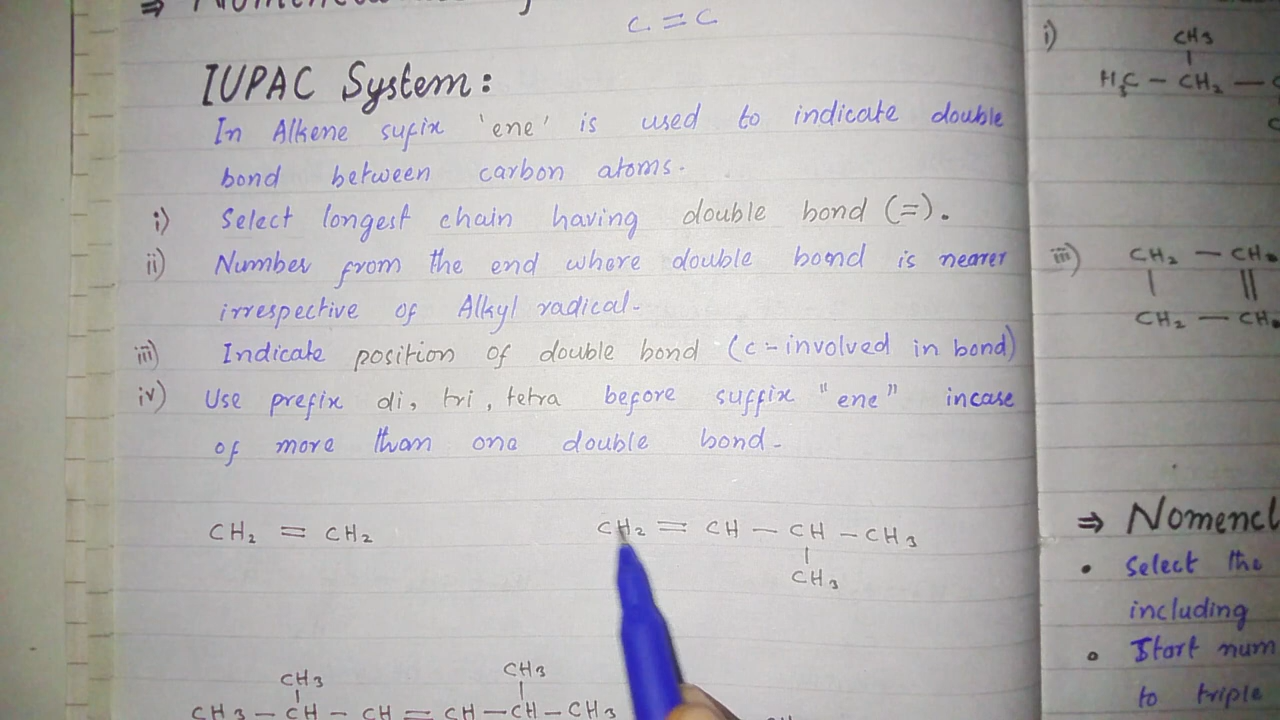 ⇒
C = C
IUPAC System:
In Alkene sufix 'ene' is used to indicate double
bond between carbon atoms.
i) Select longest chain having double bond (=).
ii) Number from the end where double bond is nearer
irrespective of Alkyl radical.
iii) Indicate position of double bond (c-involved in bond)
iv) Use prefix di, tri, tetra before suffix "ene" incase
of more than one double bond.
CH₂ = CH₂
CH₂ = CH — CH — CH₃
|
CH₃
CH₃ CH₃
| |
CH₃ — CH — CH = CH — CH — CH₃
i)
CH₃
|
H₃C — CH₂ —
iii) CH₂ — CH
| ||
CH₂ — CH
⇒ Nomencl
• Select the
including
• Start num
to triple